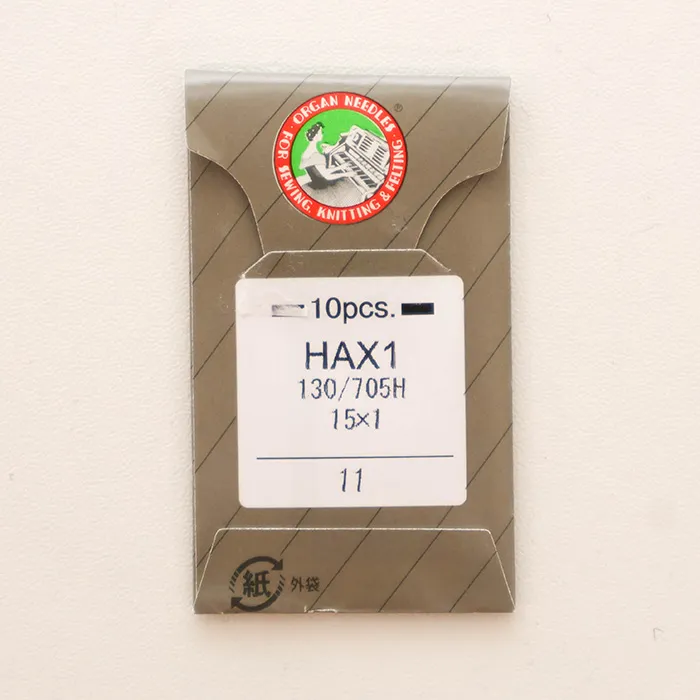 ORGAN NEEDLES
®
FOR SEWING, KNITTING & FELTING
10pcs.
HAX1
130/705H
15×1
11
紙 外袋